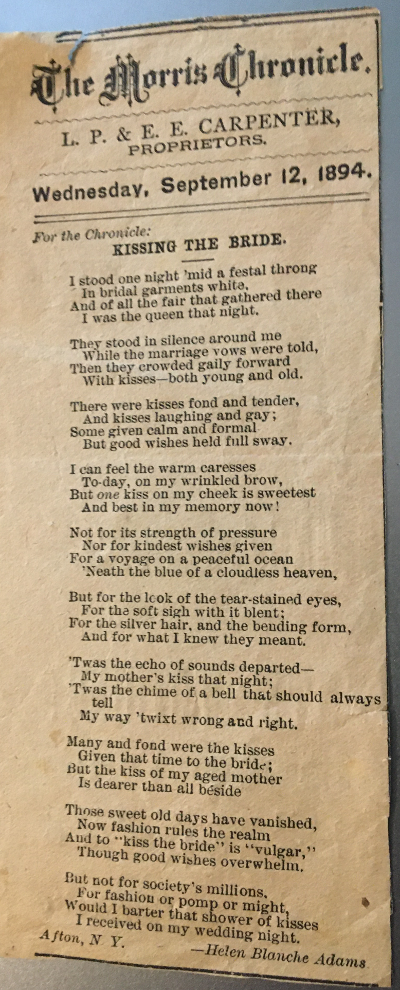 The Morris Chronicle.
L. P. & E. E. CARPENTER,
PROPRIETORS.
Wednesday, September 12, 1894.
For the Chronicle:
KISSING THE BRIDE.
I stood one night 'mid a festal throng
In bridal garments white,
And of all the fair that gathered there
I was the queen that night.
They stood in silence around me
While the marriage vows were told,
Then they crowded gaily forward
With kisses—both young and old.
There were kisses fond and tender,
And kisses laughing and gay;
Some given calm and formal
But good wishes held full sway.
I can feel the warm caresses
To-day, on my wrinkled brow,
But one kiss on my cheek is sweetest
And best in my memory now!
Not for its strength of pressure
Nor for kindest wishes given
For a voyage on a peaceful ocean
'Neath the blue of a cloudless heaven,
But for the look of the tear-stained eyes,
For the soft sigh with it blent;
For the silver hair, and the bending form,
And for what I knew they meant.
'Twas the echo of sounds departed—
My mother's kiss that night;
'Twas the chime of a bell that should always
tell
My way 'twixt wrong and right.
Many and fond were the kisses
Given that time to the bride;
But the kiss of my aged mother
Is dearer than all beside
Those sweet old days have vanished,
Now fashion rules the realm
And to "kiss the bride" is "vulgar,"
Though good wishes overwhelm.
But not for society's millions,
For fashion or pomp or might,
Would I barter that shower of kisses
I received on my wedding night.
Afton, N Y.
—Helen Blanche Adams